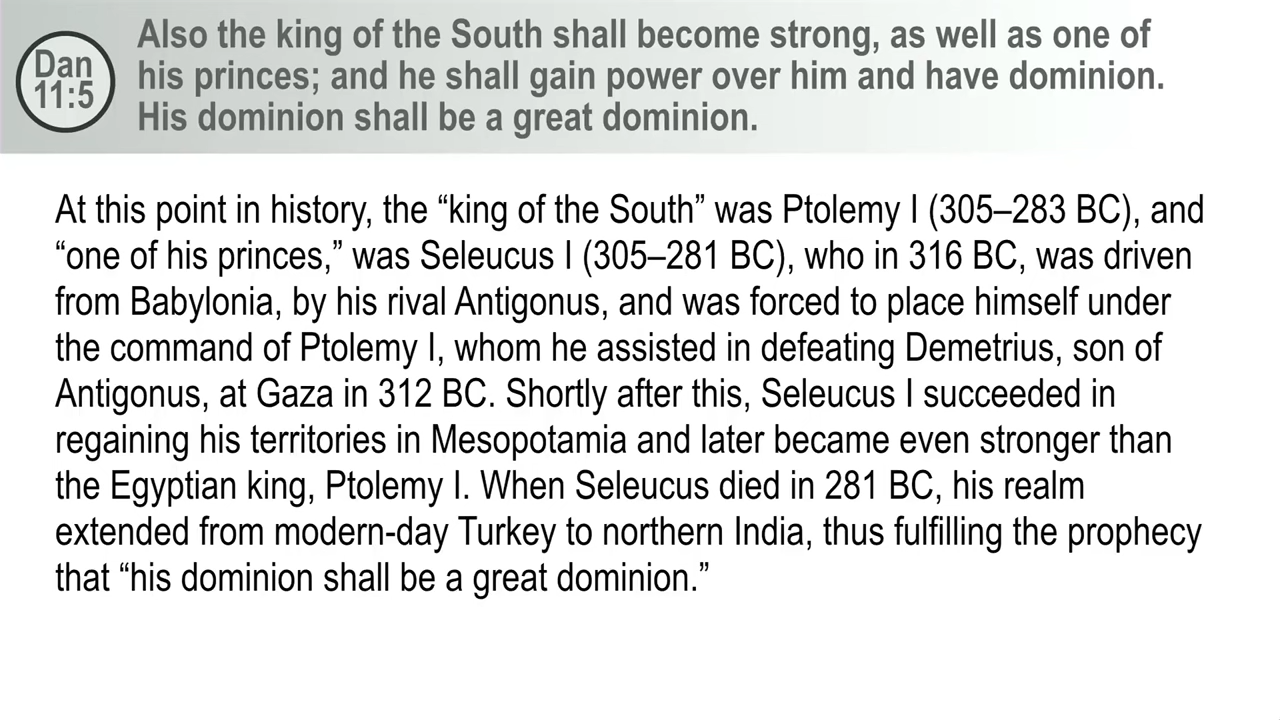 Dan
11:5
Also the king of the South shall become strong, as well as one of
his princes; and he shall gain power over him and have dominion.
His dominion shall be a great dominion.
At this point in history, the “king of the South” was Ptolemy I (305–283 BC), and
“one of his princes,” was Seleucus I (305–281 BC), who in 316 BC, was driven
from Babylonia, by his rival Antigonus, and was forced to place himself under
the command of Ptolemy I, whom he assisted in defeating Demetrius, son of
Antigonus, at Gaza in 312 BC. Shortly after this, Seleucus I succeeded in
regaining his territories in Mesopotamia and later became even stronger than
the Egyptian king, Ptolemy I. When Seleucus died in 281 BC, his realm
extended from modern-day Turkey to northern India, thus fulfilling the prophecy
that “his dominion shall be a great dominion.”